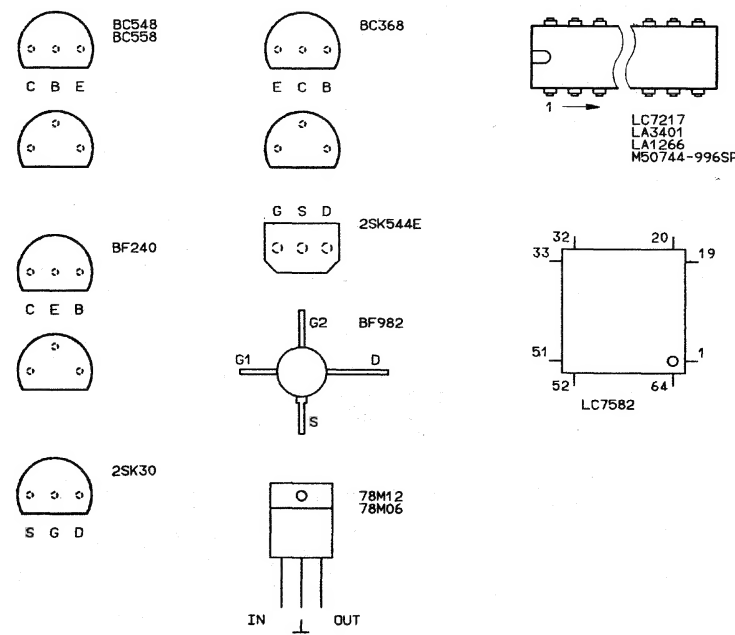 BC548
BC558
C B E
BC368
E C B
1
LC7217
LA3401
LA1266
M50744-996SP
BF240
C E B
G S D
2SK544E
G2
BF982
G1
D
S
32
20
33
19
51
1
52
64
LC7582
2SK30
S G D
78M12
78M06
IN
OUT